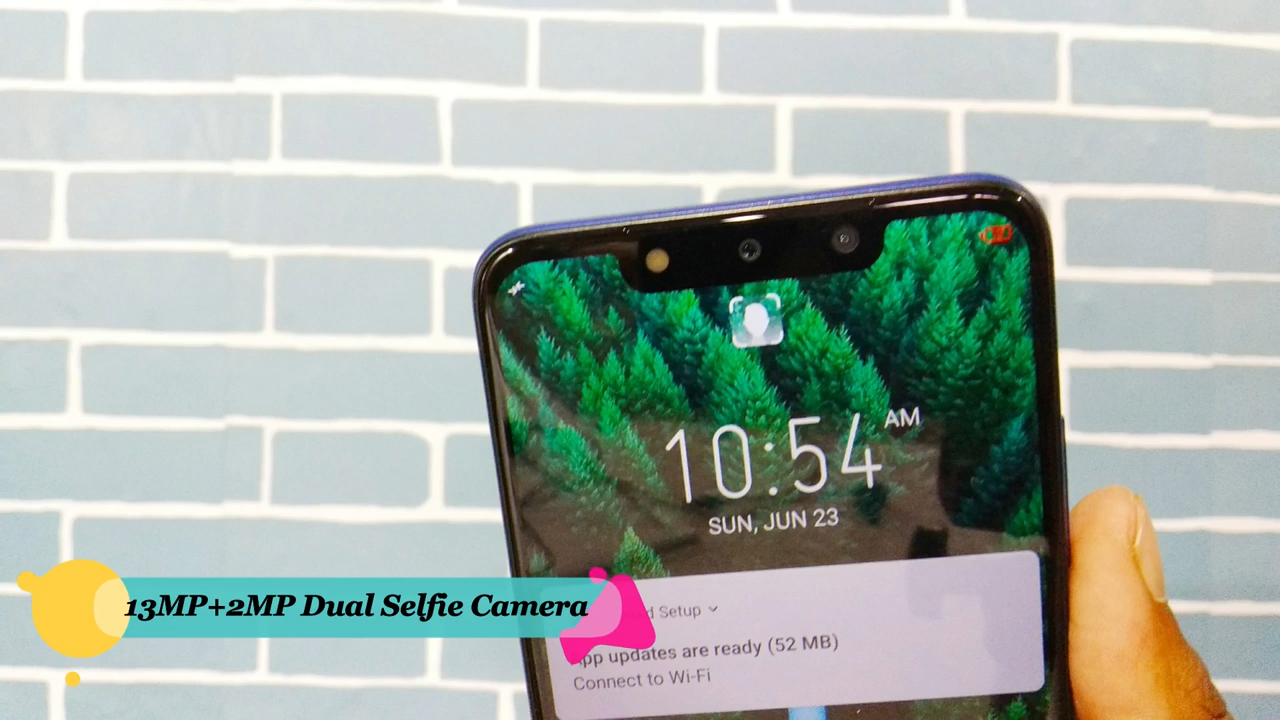 10:54 AM
SUN, JUN 23
Setup
App updates are ready (52 MB)
Connect to Wi-Fi
13MP+2MP Dual Selfie Camera